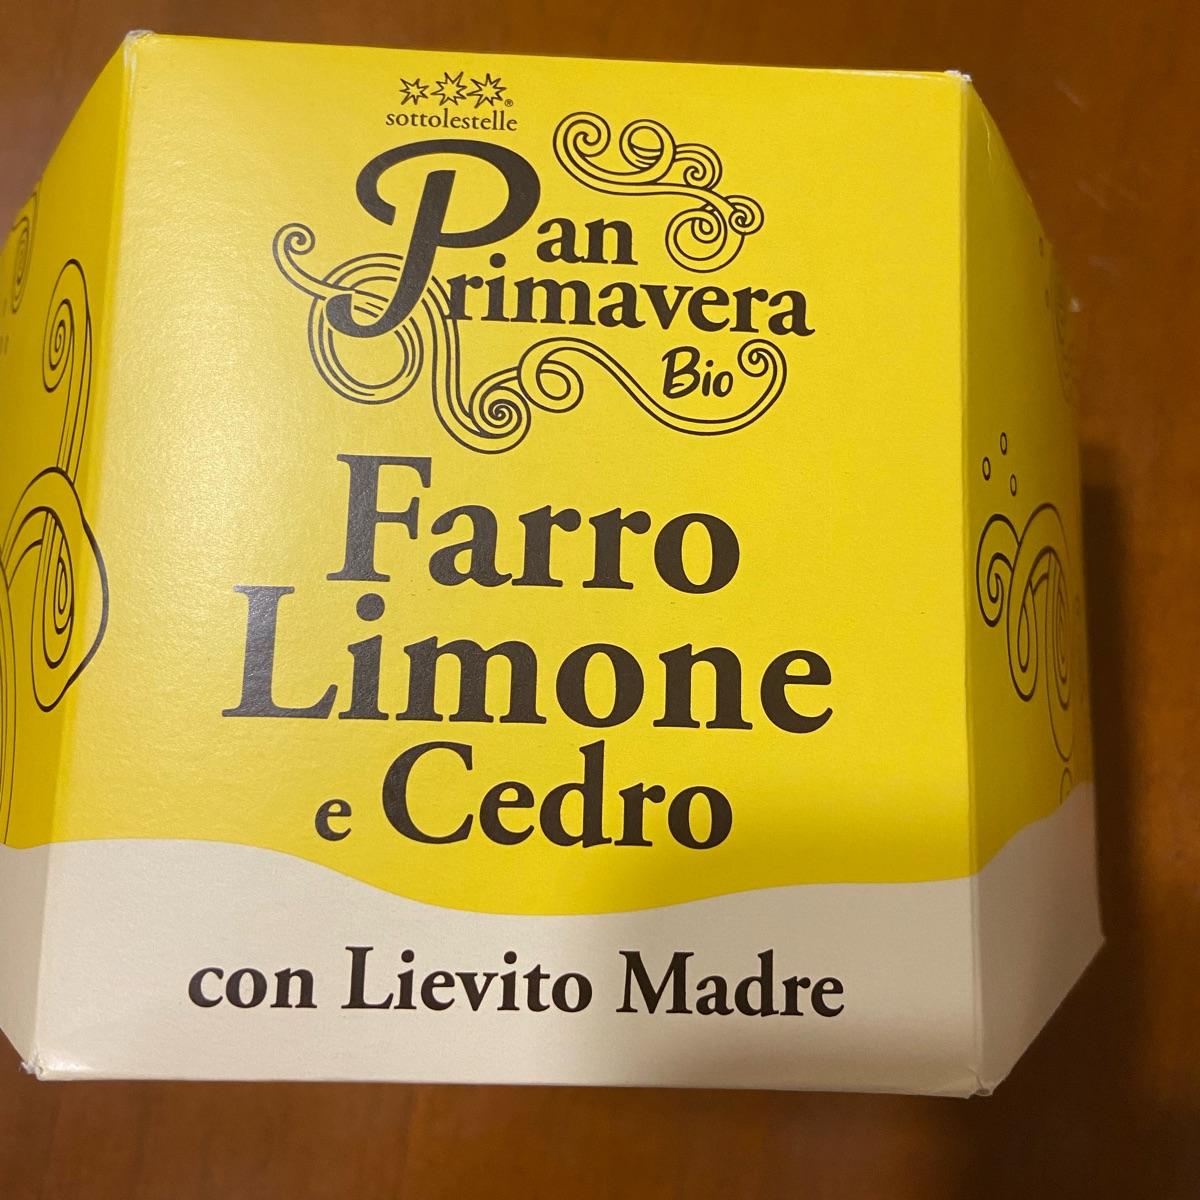 sottolestelle
Pan
Primavera
Bio
Farro
Limone
e Cedro
con Lievito Madre